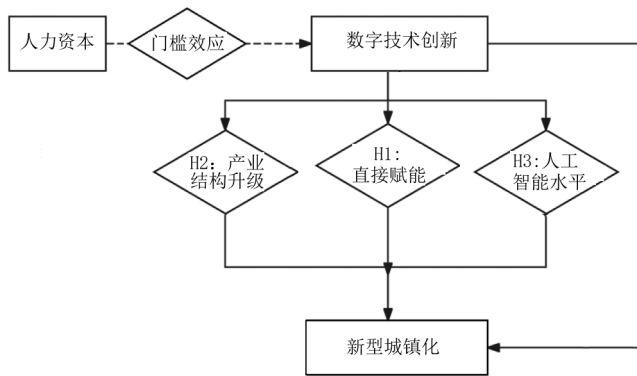 人力资本
门槛效应
数字技术创新
H2：产业
结构升级
H1：
直接赋能
H3:人工
智能水平
新型城镇化